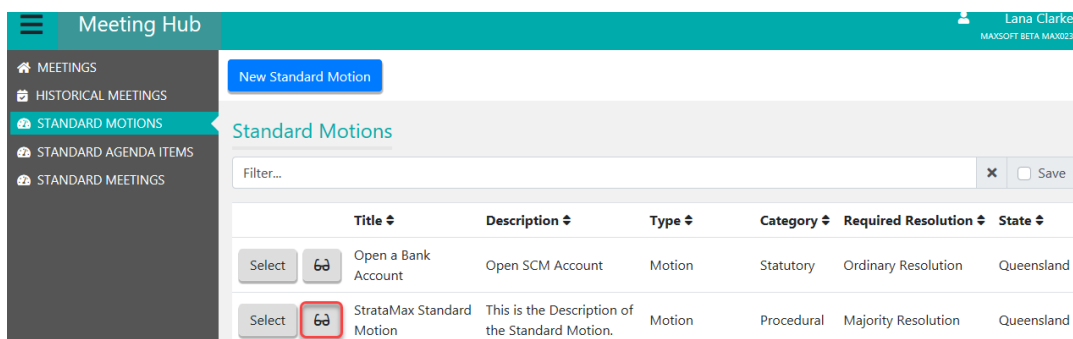 Meeting Hub
Lana Clarke
MAXSOFT BETA MAX023
MEETINGS
HISTORICAL MEETINGS
STANDARD MOTIONS
STANDARD AGENDA ITEMS
STANDARD MEETINGS
New Standard Motion
Standard Motions
Filter...
Save
Title Description Type Category Required Resolution State
Select Open a Bank Account Open SCM Account Motion Statutory Ordinary Resolution Queensland
Select StrataMax Standard Motion This is the Description of the Standard Motion. Motion Procedural Majority Resolution Queensland